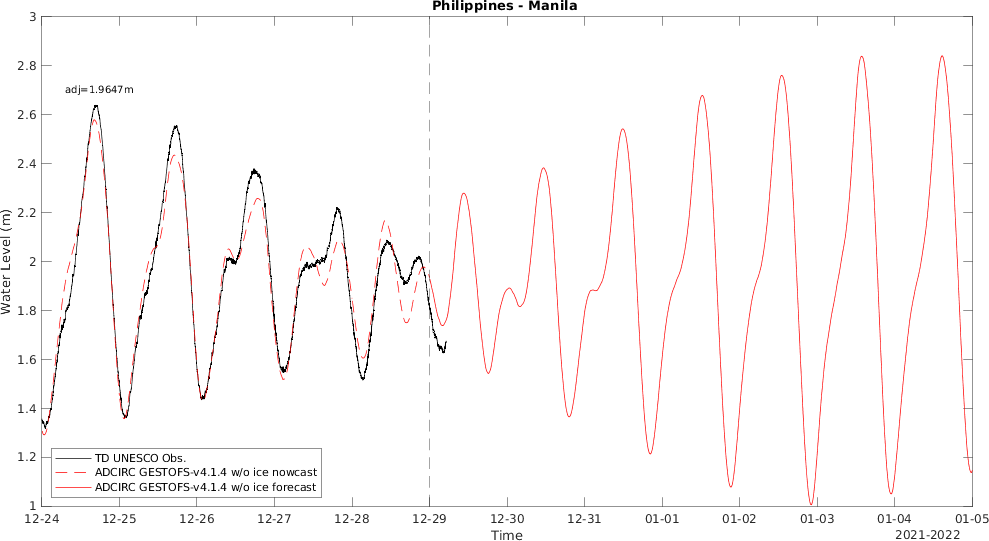 Philippines - Manila
3
2.8
adj=1.9647m
2.6
2.4
2.2
2
Water Level (m)
1.8
1.6
1.4
1.2
1
TD UNESCO Obs.
ADCIRC GESTOFS-v4.1.4 w/o ice nowcast
ADCIRC GESTOFS-v4.1.4 w/o ice forecast
12-24 12-25 12-26 12-27 12-28 12-29 12-30 12-31 01-01 01-02 01-03 01-04 01-05
Time
2021-2022